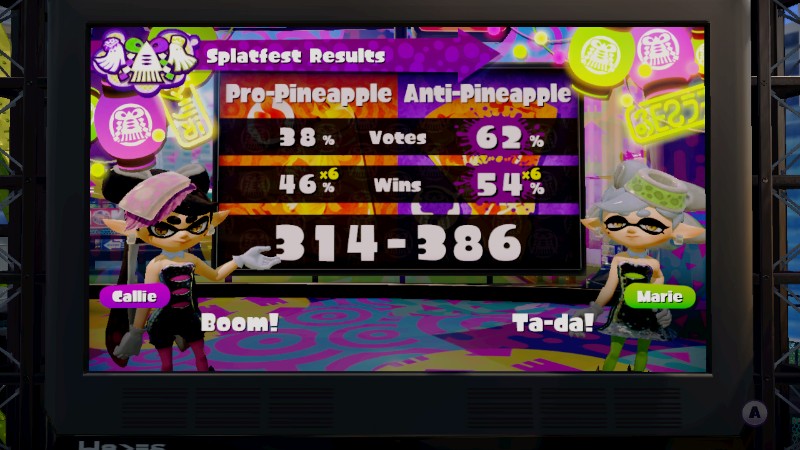 Splatfest Results
Pro-Pineapple Anti-Pineapple
38% Votes 62%
46%x6 Wins 54%x6
314-386
Callie
Marie
Boom!
Ta-da!
A